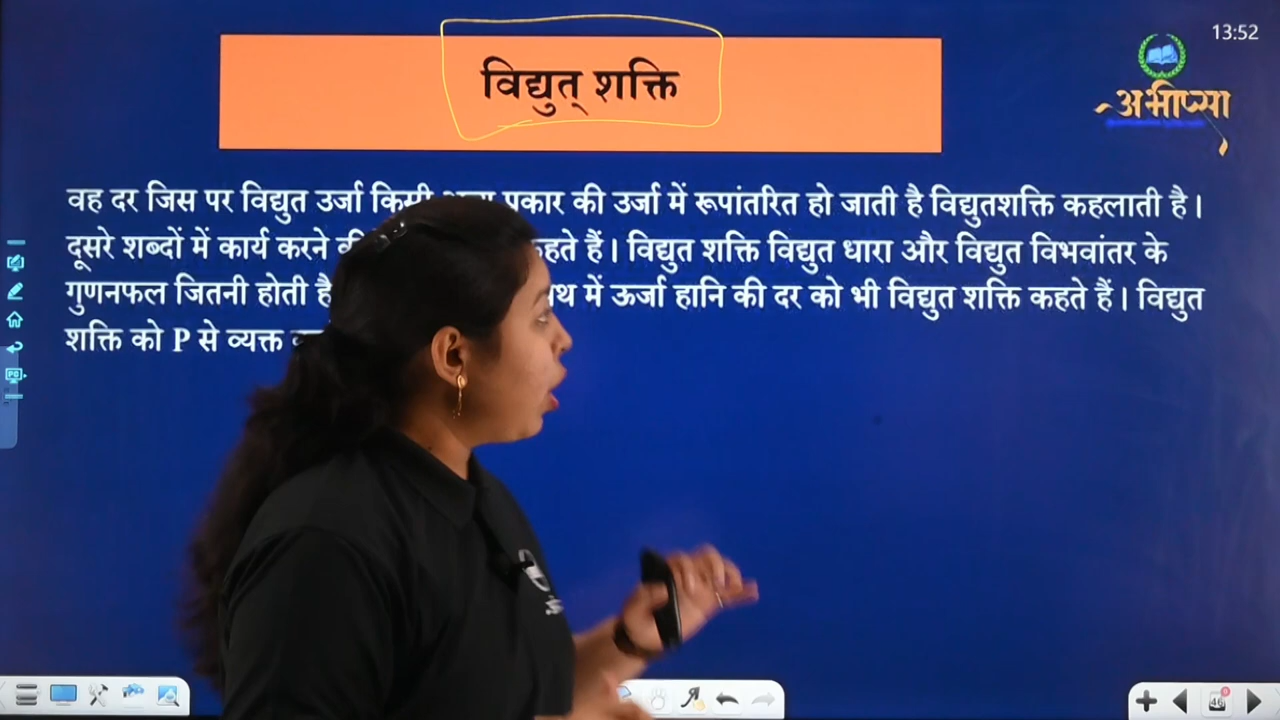 13:52
विद्युत् शक्ति
अभीप्सा
वह दर जिस पर विद्युत उर्जा किसी प्रकार की उर्जा में रूपांतरित हो जाती है विद्युतशक्ति कहलाती है।
दूसरे शब्दों में कार्य करने कहते हैं। विद्युत शक्ति विद्युत धारा और विद्युत विभवांतर के
गुणनफल जितनी होती है में ऊर्जा हानि की दर को भी विद्युत शक्ति कहते हैं। विद्युत
शक्ति को P से व्यक्त
46